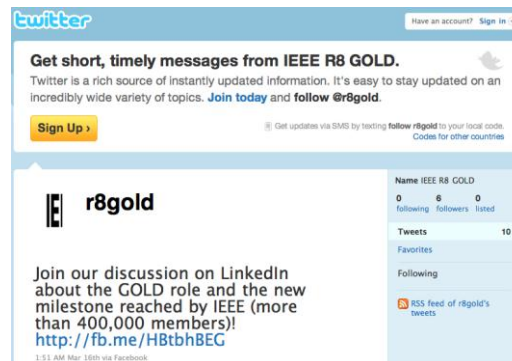 twitter
Have an account? Sign in
Get short, timely messages from IEEE R8 GOLD.
Twitter is a rich source of instantly updated information. It's easy to stay updated on an
incredibly wide variety of topics. Join today and follow @r8gold.
Sign Up ›
Get updates via SMS by texting follow r8gold to your local code.
Codes for other countries
r8gold
Join our discussion on LinkedIn
about the GOLD role and the new
milestone reached by IEEE (more
than 400,000 members)!
http://fb.me/HBtbhBEG
1:51 AM Mar 16th via Facebook
Name IEEE R8 GOLD
0 6 0
following followers listed
Tweets 10
Favorites
Following
RSS feed of r8gold's
tweets